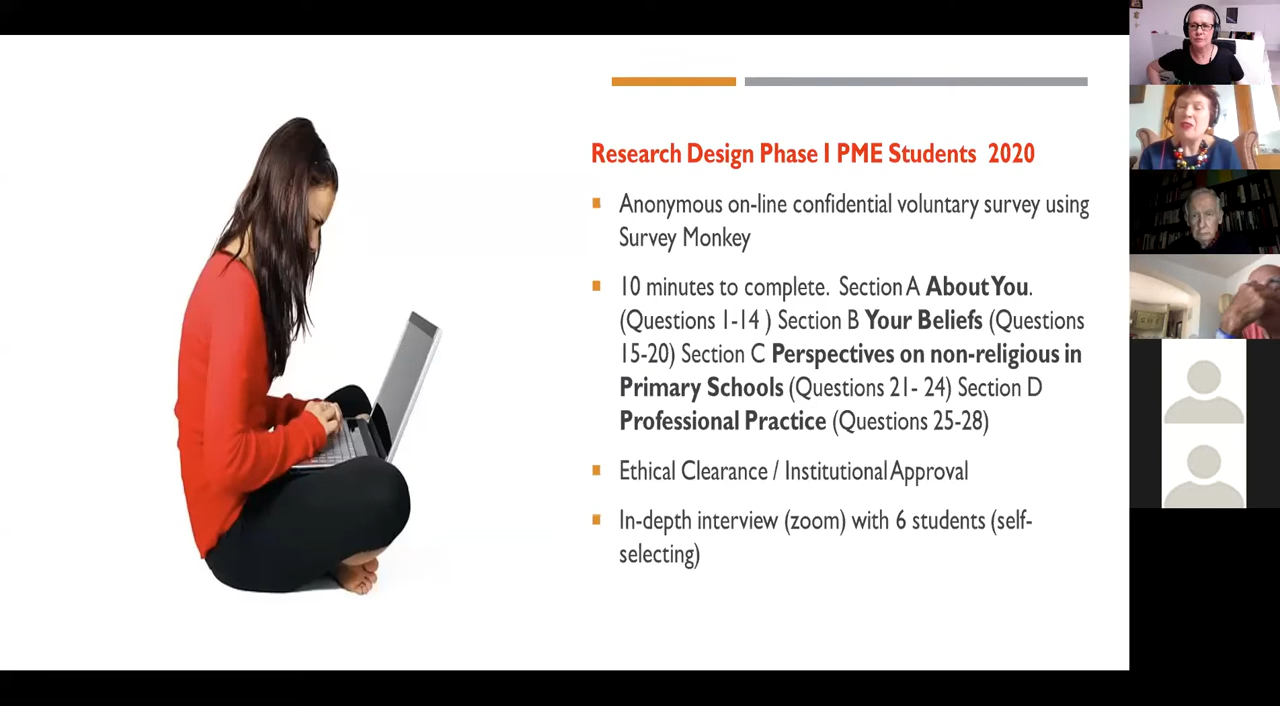 Research Design Phase I PME Students 2020
Anonymous on-line confidential voluntary survey using
Survey Monkey
10 minutes to complete. Section A About You.
(Questions 1-14 ) Section B Your Beliefs (Questions
15-20) Section C Perspectives on non-religious in
Primary Schools (Questions 21- 24) Section D
Professional Practice (Questions 25-28)
Ethical Clearance / Institutional Approval
In-depth interview (zoom) with 6 students (self-
selecting)